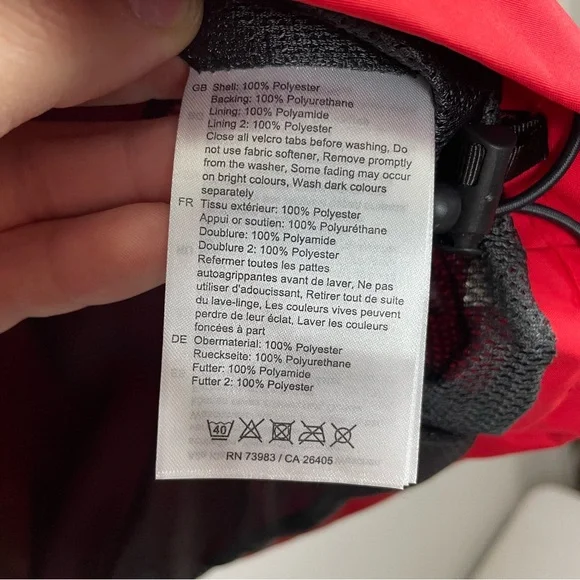 GB Shell: 100% Polyester
Backing: 100% Polyurethane
Lining: 100% Polyamide
Lining 2: 100% Polyester
Close all velcro tabs before washing, Do
not use fabric softener, Remove promptly
from the washer, Some fading may occur
on bright colours, Wash dark colours
separately
FR Tissu extérieur: 100% Polyester
Appui or soutien: 100% Polyuréthane
Doublure: 100% Polyamide
Doublure 2: 100% Polyester
Refermer toutes les pattes
autoagrippantes avant de laver, Ne pas
utiliser d'adoucissant, Retirer tout de suite
du lave-linge, Les couleurs vives peuvent
perdre de leur éclat, Laver les couleurs
foncées à part
DE Obermaterial: 100% Polyester
Rueckseite: 100% Polyurethane
Futter: 100% Polyamide
Futter 2: 100% Polyester
40
RN 73983 / CA 26405